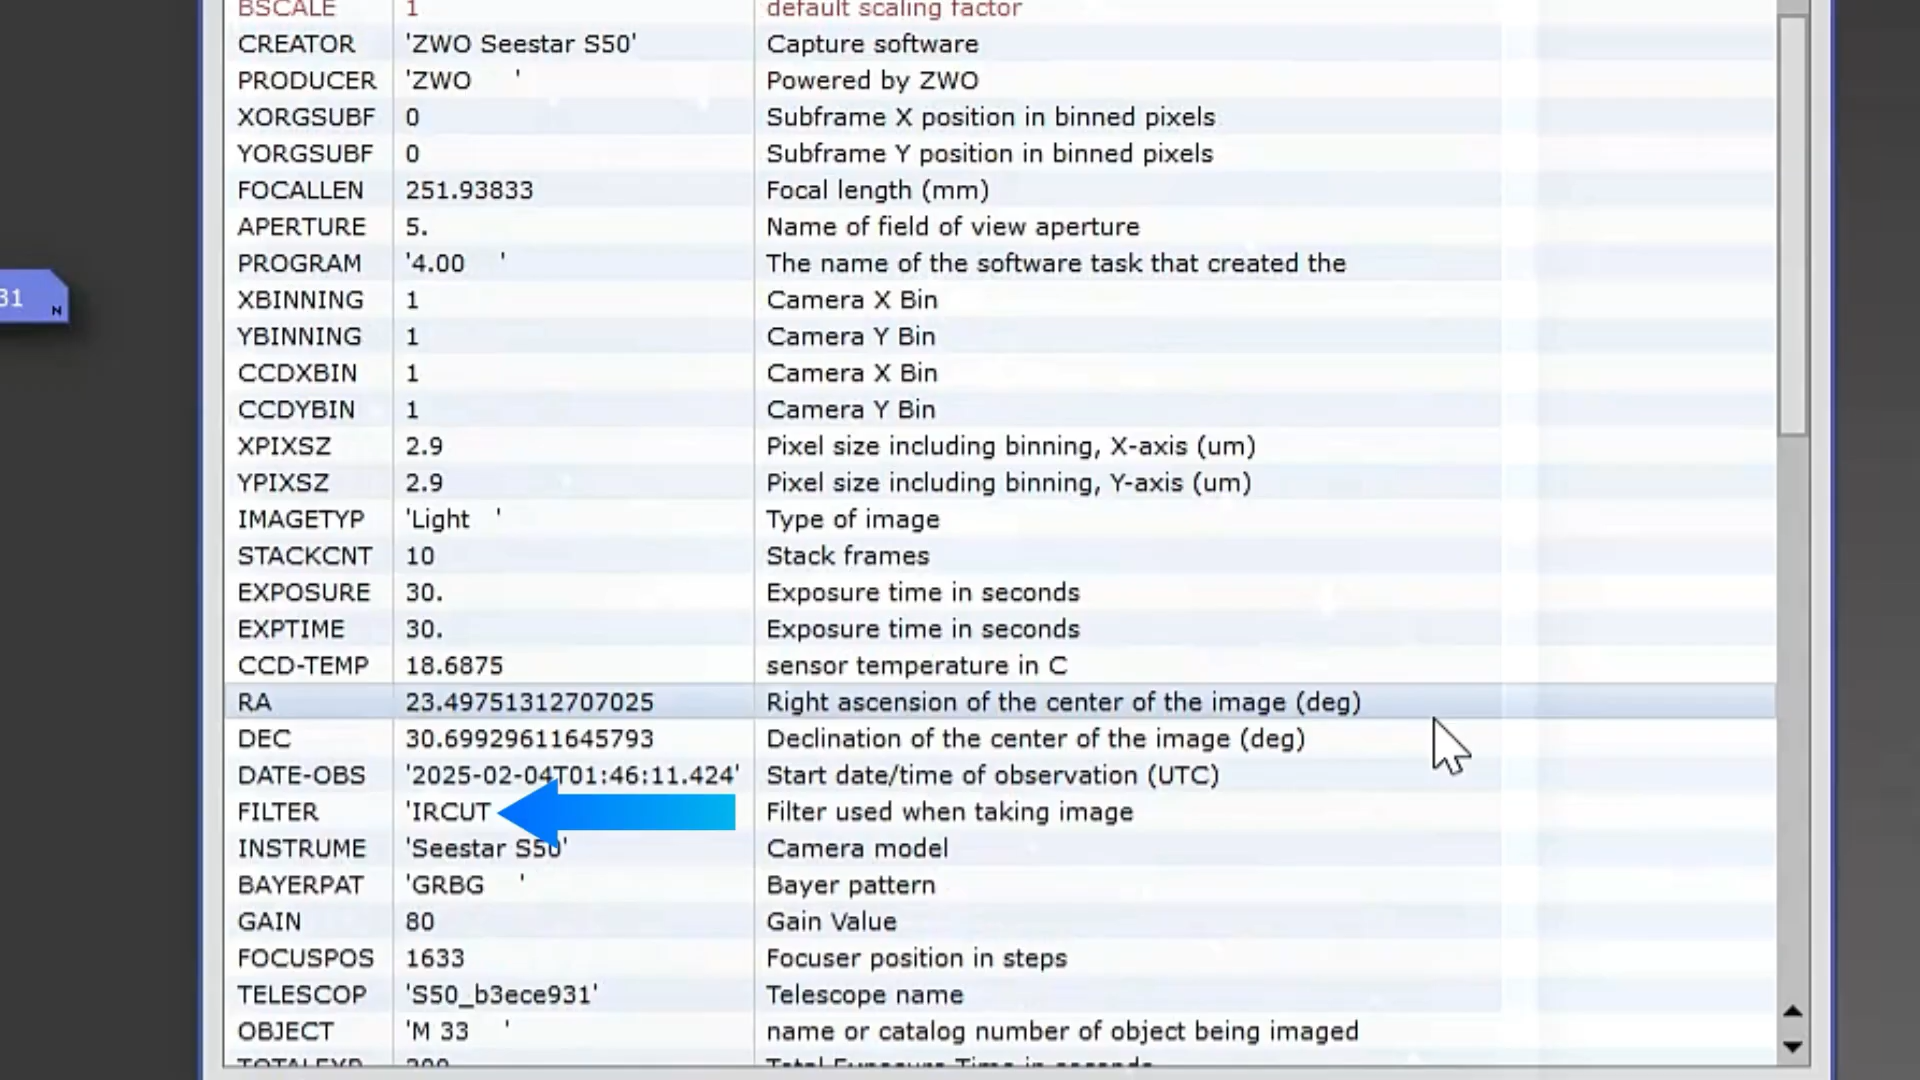 BSCALE 1 default scaling factor
CREATOR 'ZWO Seestar S50' Capture software
PRODUCER 'ZWO ' Powered by ZWO
XORGSUBF 0 Subframe X position in binned pixels
YORGSUBF 0 Subframe Y position in binned pixels
FOCALLEN 251.93833 Focal length (mm)
APERTURE 5. Name of field of view aperture
PROGRAM '4.00 ' The name of the software task that created the
XBINNING 1 Camera X Bin
31 N
YBINNING 1 Camera Y Bin
CCDXBIN 1 Camera X Bin
CCDYBIN 1 Camera Y Bin
XPIXSZ 2.9 Pixel size including binning, X-axis (um)
YPIXSZ 2.9 Pixel size including binning, Y-axis (um)
IMAGETYP 'Light ' Type of image
STACKCNT 10 Stack frames
EXPOSURE 30. Exposure time in seconds
EXPTIME 30. Exposure time in seconds
CCD-TEMP 18.6875 sensor temperature in C
RA 23.49751312707025 Right ascension of the center of the image (deg)
DEC 30.69929611645793 Declination of the center of the image (deg)
DATE-OBS '2025-02-04T01:46:11.424' Start date/time of observation (UTC)
FILTER 'IRCUT Filter used when taking image
INSTRUME 'Seestar S50' Camera model
BAYERPAT 'GRBG ' Bayer pattern
GAIN 80 Gain Value
FOCUSPOS 1633 Focuser position in steps
TELESCOP 'S50_b3ece931' Telescope name
OBJECT 'M 33 ' name or catalog number of object being imaged
Total Exposure Time in seconds